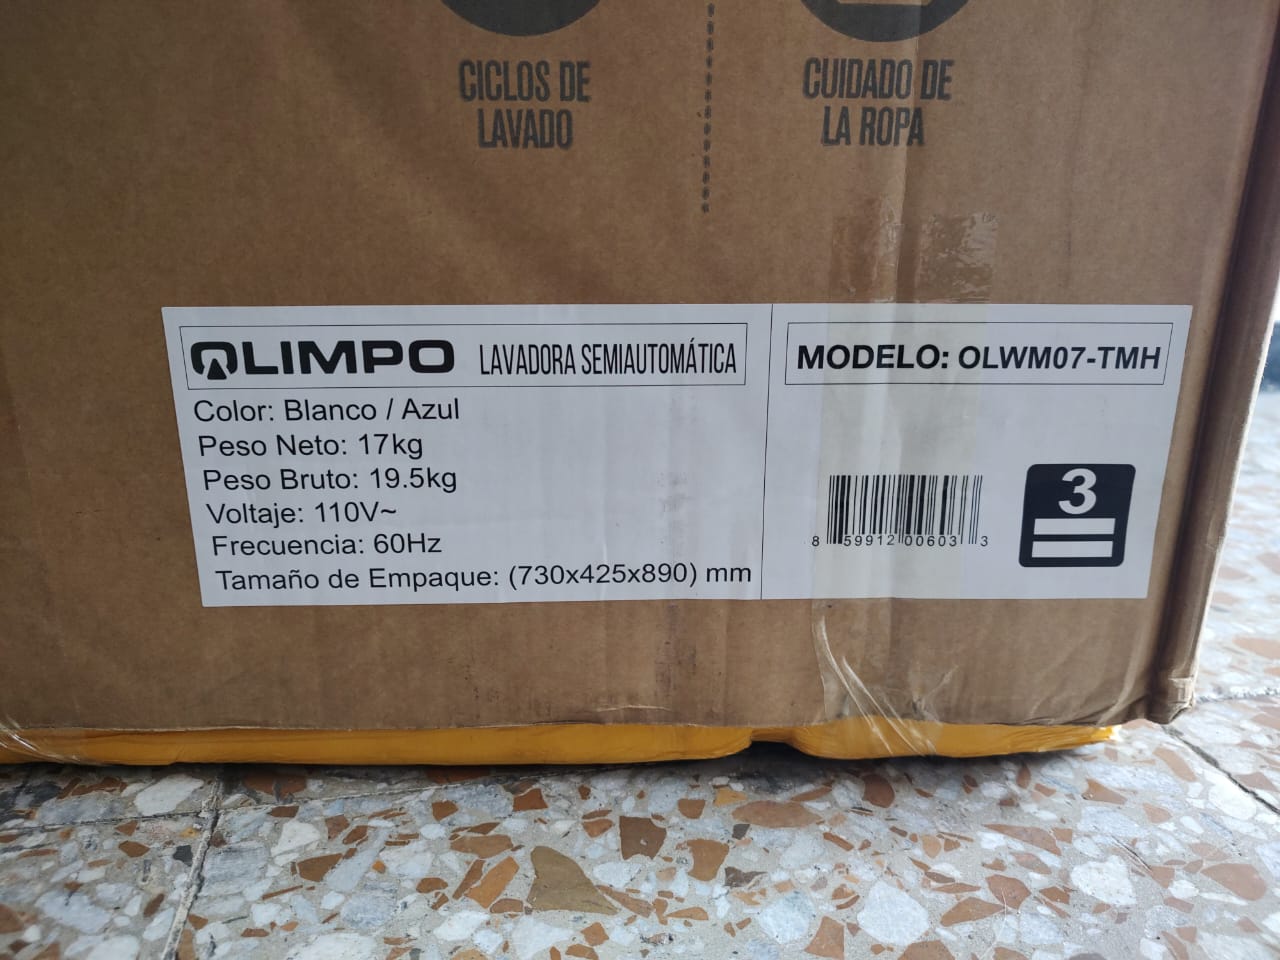 CICLOS DE
LAVADO
CUIDADO DE
LA ROPA
OLIMPO LAVADORA SEMIAUTOMÁTICA
Color: Blanco / Azul
Peso Neto: 17kg
Peso Bruto: 19.5kg
Voltaje: 110V~
Frecuencia: 60Hz
Tamaño de Empaque: (730x425x890) mm
MODELO: OLWM07-TMH
8 59912 00603 3
3